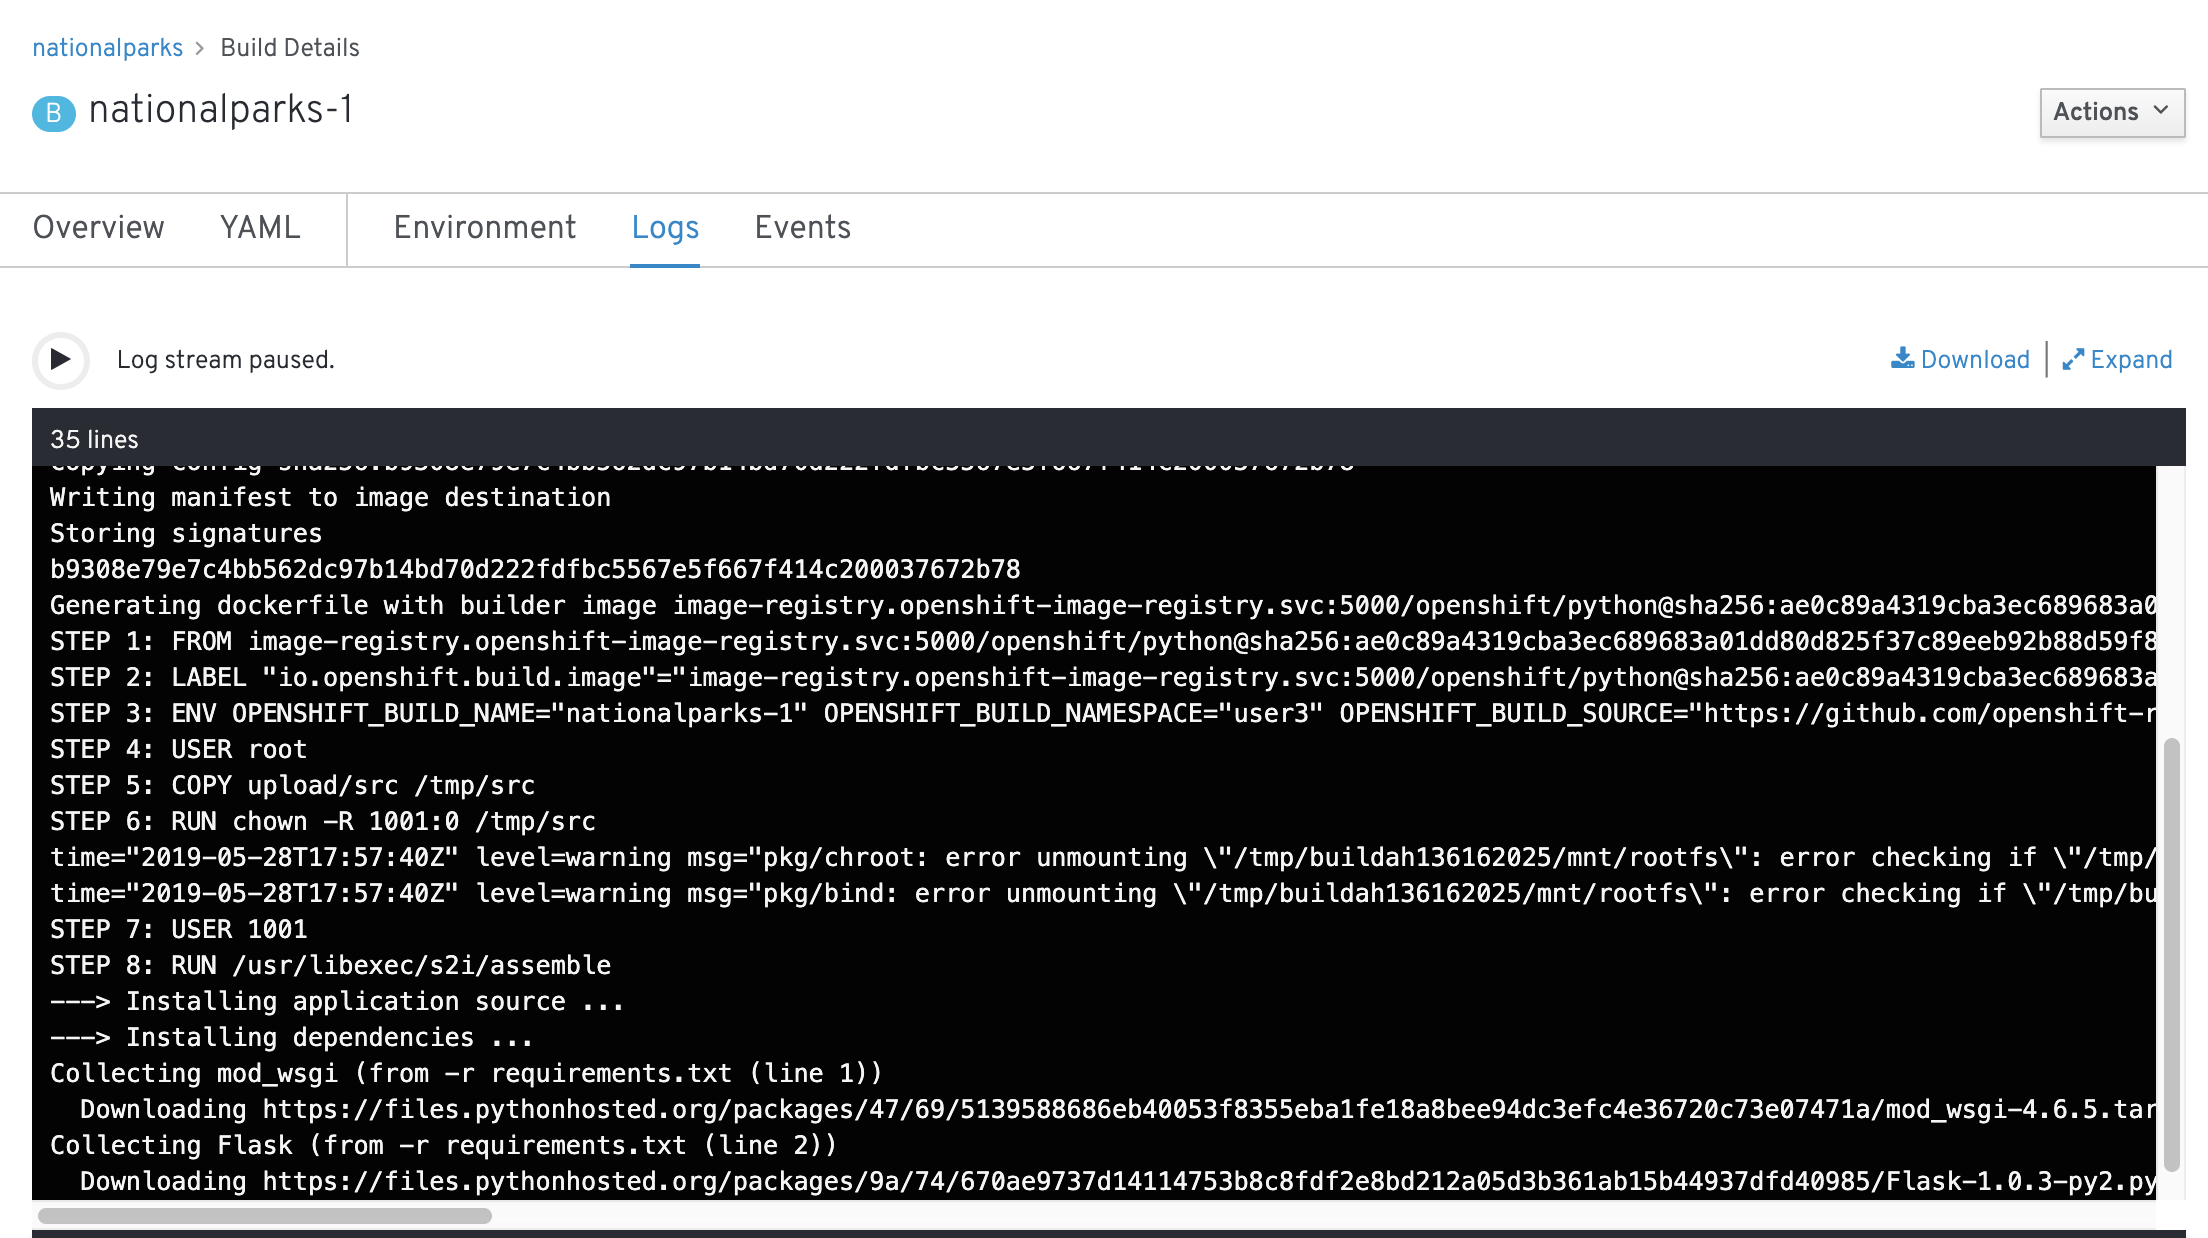 nationalparks > Build Details
B nationalparks-1
Actions
Overview YAML Environment Logs Events
Log stream paused.
Download | Expand
35 lines
Writing manifest to image destination
Storing signatures
b9308e79e7c4bb562dc97b14bd70d222fdfbc5567e5f667f414c200037672b78
Generating dockerfile with builder image image-registry.openshift-image-registry.svc:5000/openshift/python@sha256:ae0c89a4319cba3ec689683a0
STEP 1: FROM image-registry.openshift-image-registry.svc:5000/openshift/python@sha256:ae0c89a4319cba3ec689683a01dd80d825f37c89eeb92b88d59f8
STEP 2: LABEL "io.openshift.build.image"="image-registry.openshift-image-registry.svc:5000/openshift/python@sha256:ae0c89a4319cba3ec689683a
STEP 3: ENV OPENSHIFT_BUILD_NAME="nationalparks-1" OPENSHIFT_BUILD_NAMESPACE="user3" OPENSHIFT_BUILD_SOURCE="https://github.com/openshift-r
STEP 4: USER root
STEP 5: COPY upload/src /tmp/src
STEP 6: RUN chown -R 1001:0 /tmp/src
time="2019-05-28T17:57:40Z" level=warning msg="pkg/chroot: error unmounting \"/tmp/buildah136162025/mnt/rootfs\": error checking if \"/tmp/
time="2019-05-28T17:57:40Z" level=warning msg="pkg/bind: error unmounting \"/tmp/buildah136162025/mnt/rootfs\": error checking if \"/tmp/bu
STEP 7: USER 1001
STEP 8: RUN /usr/libexec/s2i/assemble
---> Installing application source ...
---> Installing dependencies ...
Collecting mod_wsgi (from -r requirements.txt (line 1))
Downloading https://files.pythonhosted.org/packages/47/69/5139588686eb40053f8355eba1fe18a8bee94dc3efc4e36720c73e07471a/mod_wsgi-4.6.5.tar
Collecting Flask (from -r requirements.txt (line 2))
Downloading https://files.pythonhosted.org/packages/9a/74/670ae9737d14114753b8c8fdf2e8bd212a05d3b361ab15b44937dfd40985/Flask-1.0.3-py2.py